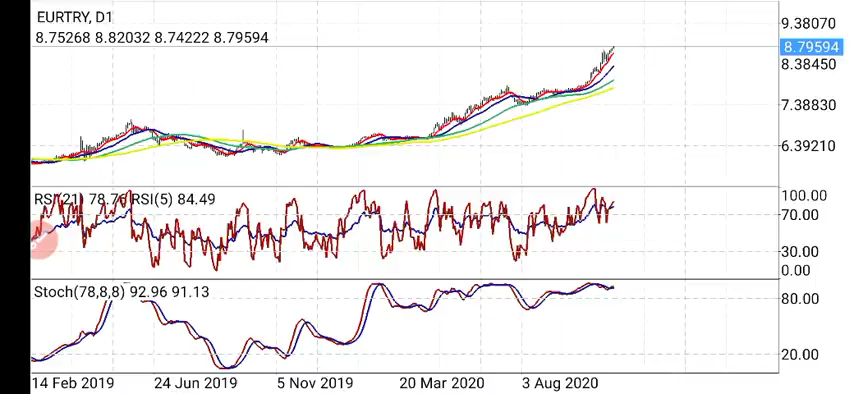 EURTRY, D1
8.75268 8.82032 8.74222 8.79594
9.38070
8.79594
8.38450
7.38830
6.39210
RSI(21) 78.76 RSI(5) 84.49
100.00
70.00
30.00
0.00
Stoch(78,8,8) 92.96 91.13
80.00
20.00
14 Feb 2019 24 Jun 2019 5 Nov 2019 20 Mar 2020 3 Aug 2020